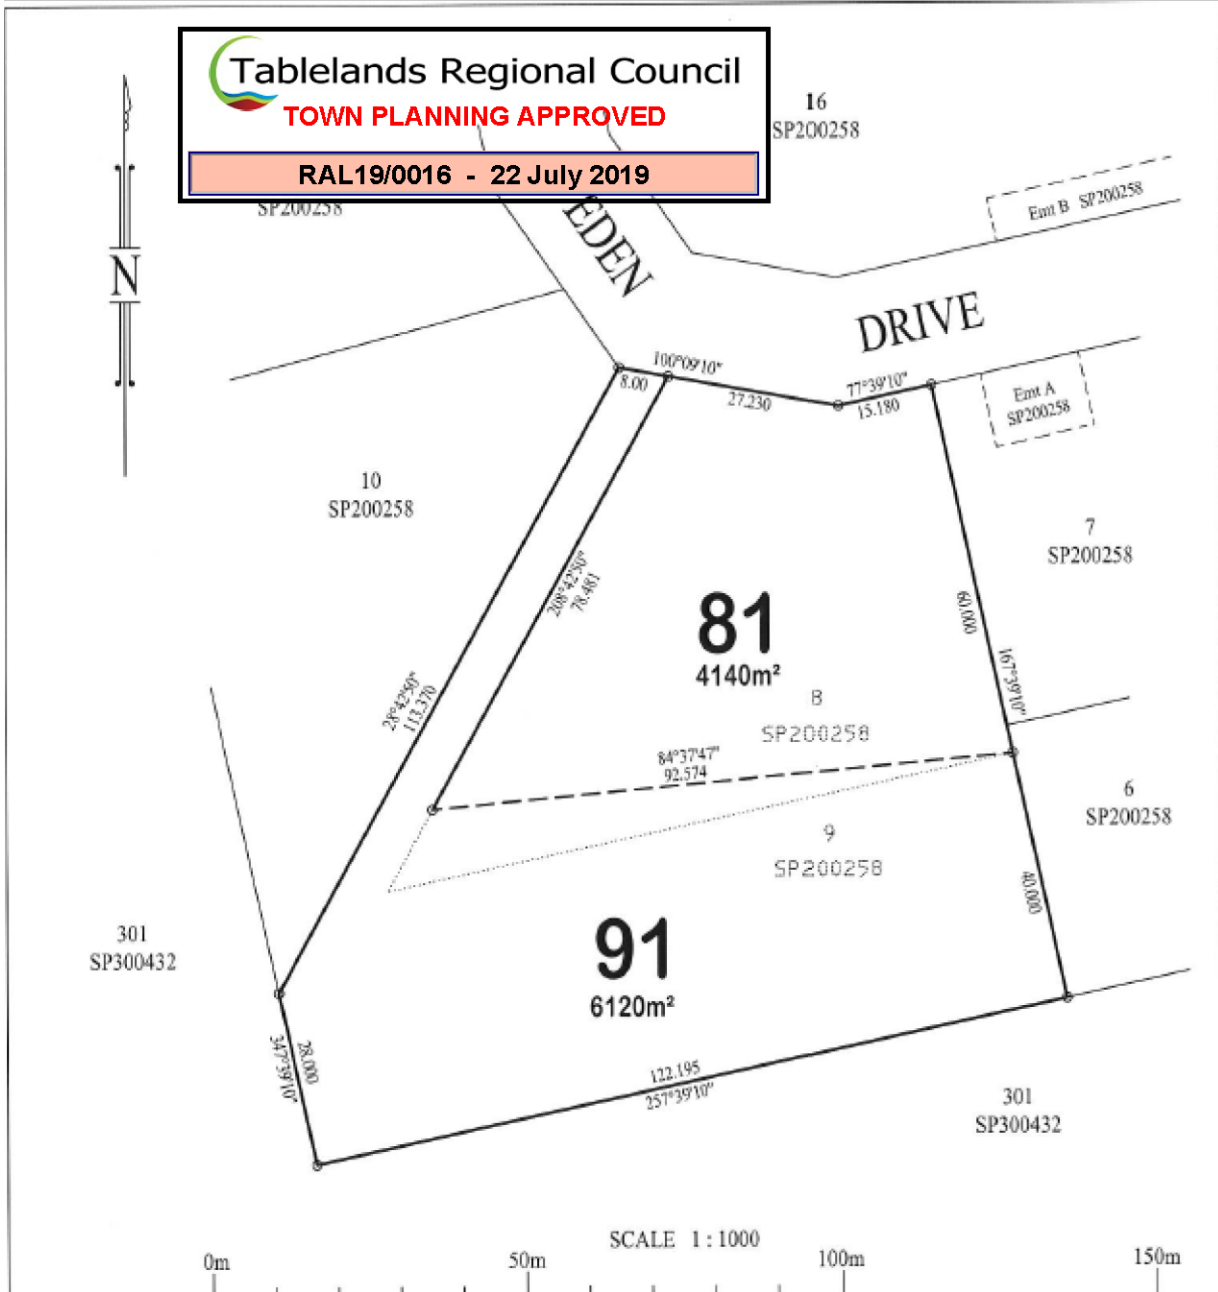 Tablelands Regional Council
TOWN PLANNING APPROVED
RAL19/0016 - 22 July 2019
16
SP200258
SP200258
Emt B SP200258
N
EDEN
DRIVE
100°09'10"
8.00
27.230
77°39'10"
15.180
Emt A
SP200258
10
SP200258
7
SP200258
208°42'50"
78.481
60.000
81
4140m²
167°39'10"
28°42'50"
113.370
8
SP200258
84°37'47"
92.574
6
SP200258
9
SP200258
40.000
301
SP300432
91
6120m²
28.000
347°39'10"
122.195
257°39'10"
301
SP300432
SCALE 1 : 1000
0m
50m
100m
150m